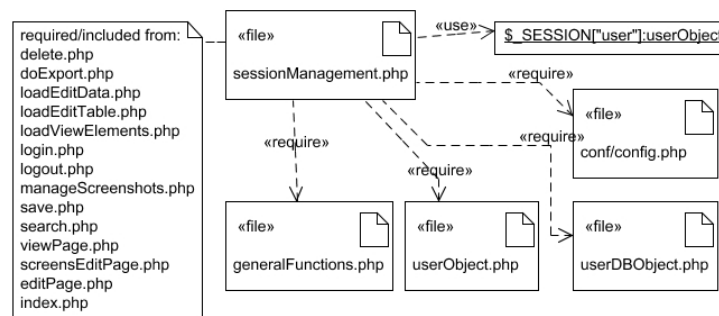 required/included from:
delete.php
doExport.php
loadEditData.php
loadEditTable.php
loadViewElements.php
login.php
logout.php
manageScreenshots.php
save.php
search.php
viewPage.php
screensEditPage.php
editPage.php
index.php
«file»
sessionManagement.php
«use»
$_SESSION["user"]:userObject
«require»
«file»
conf/config.php
«require»
«require»
«require»
«file»
generalFunctions.php
«file»
userObject.php
«file»
userDBObject.php